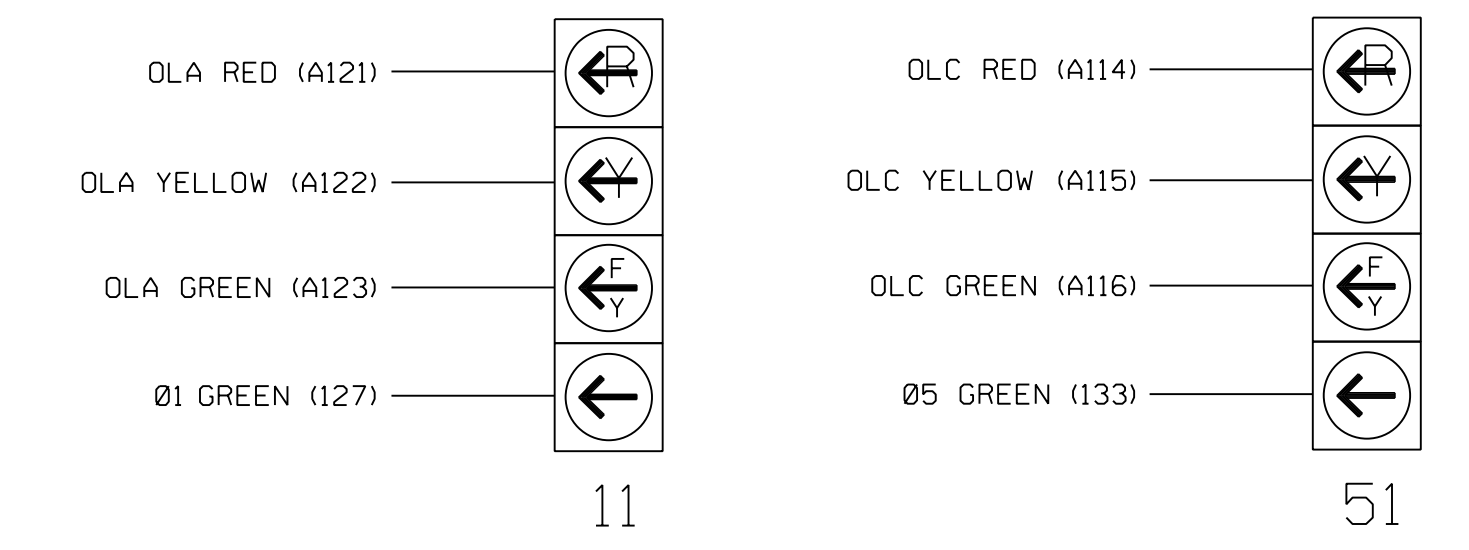 OLA RED (A121)
R
OLA YELLOW (A122)
Y
OLA GREEN (A123)
F
Y
Ø1 GREEN (127)
11
OLC RED (A114)
R
OLC YELLOW (A115)
Y
OLC GREEN (A116)
F
Y
Ø5 GREEN (133)
51